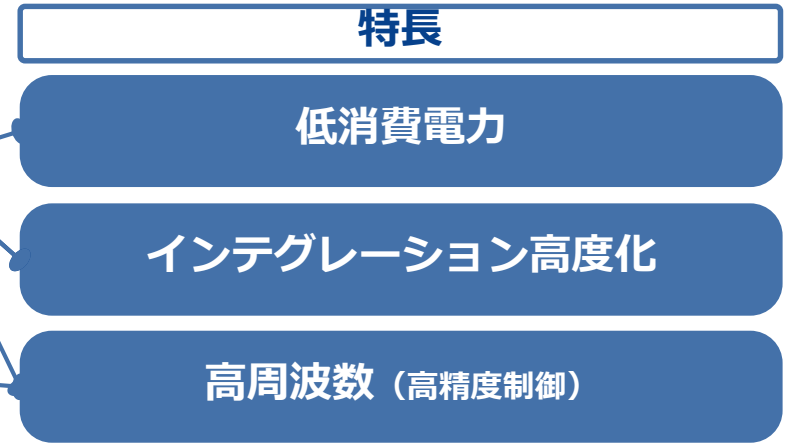 特長
低消費電力
インテグレーション高度化
高周波数（高精度制御）